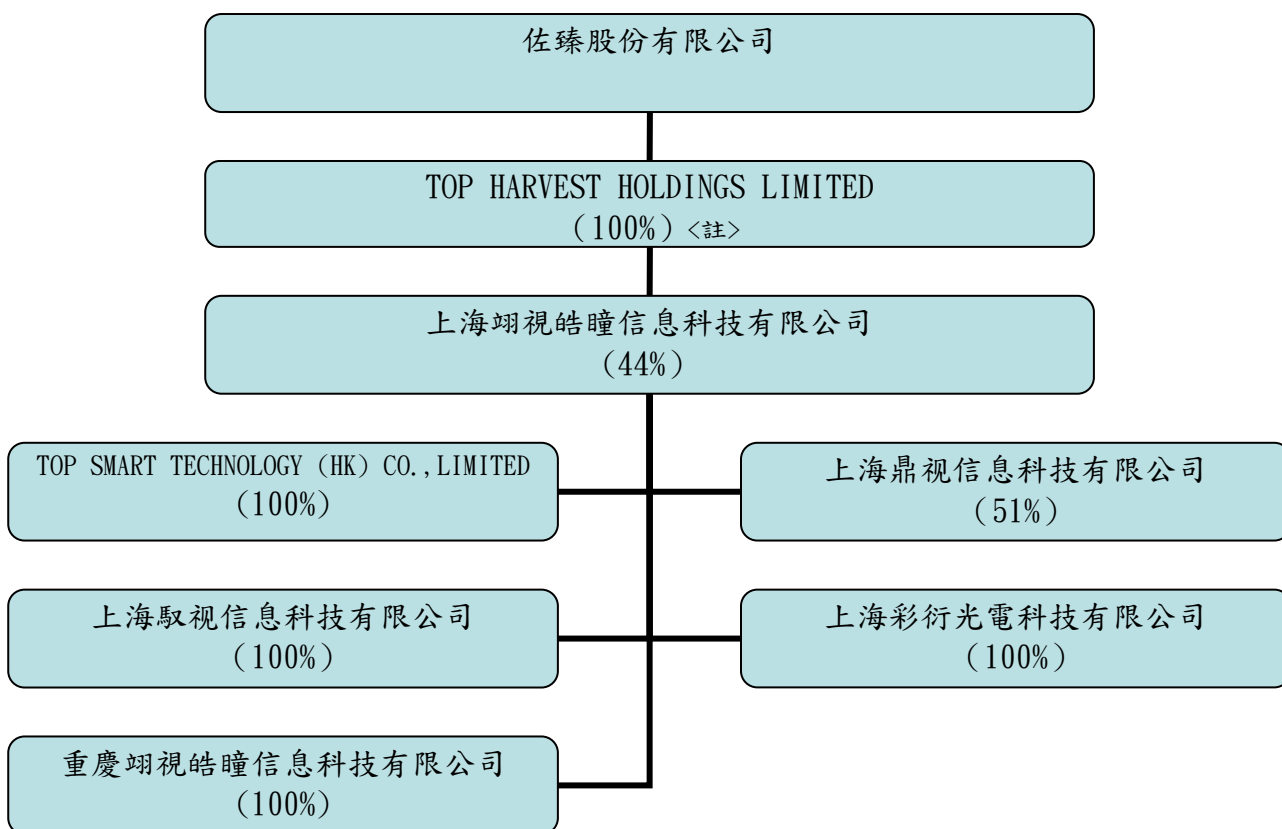 佐臻股份有限公司
TOP HARVEST HOLDINGS LIMITED
(100%)<註>
上海翊視皓瞳信息科技有限公司
(44%)
TOP SMART TECHNOLOGY (HK) CO.,LIMITED
(100%)
上海鼎视信息科技有限公司
(51%)
上海馭视信息科技有限公司
(100%)
上海彩衍光電科技有限公司
(100%)
重慶翊視皓瞳信息科技有限公司
(100%)